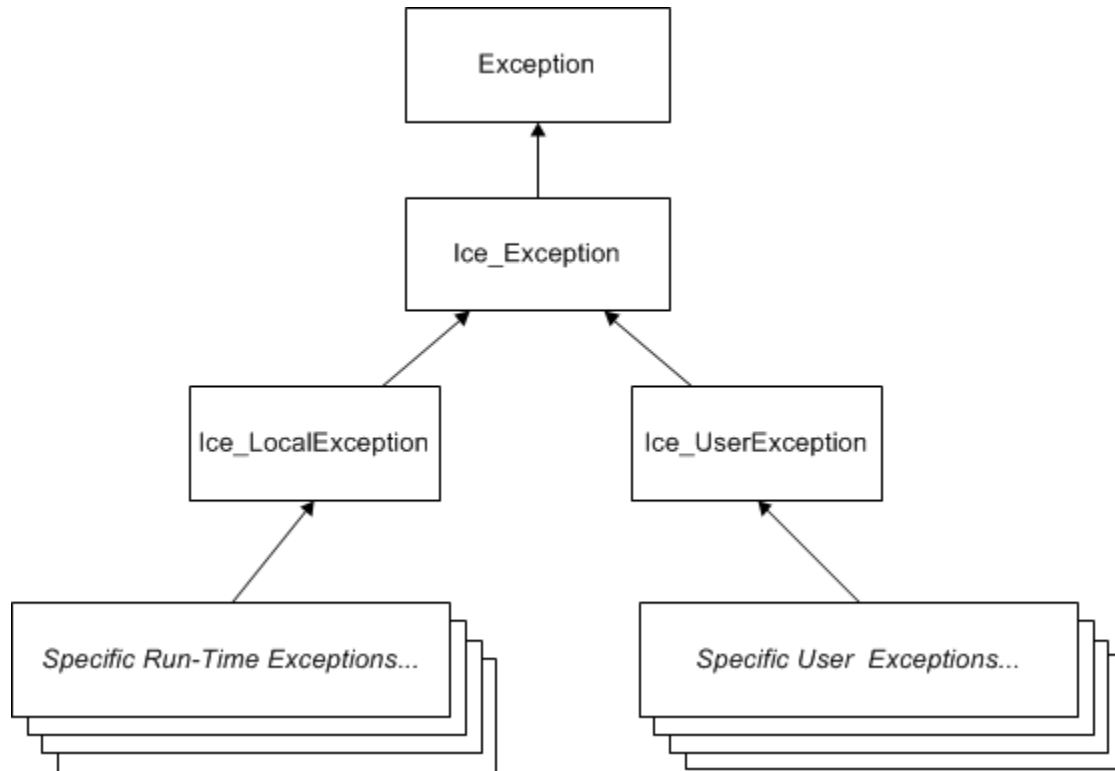 Exception
Ice_Exception
Ice_LocalException
Ice_UserException
Specific Run-Time Exceptions...
Specific User  Exceptions...